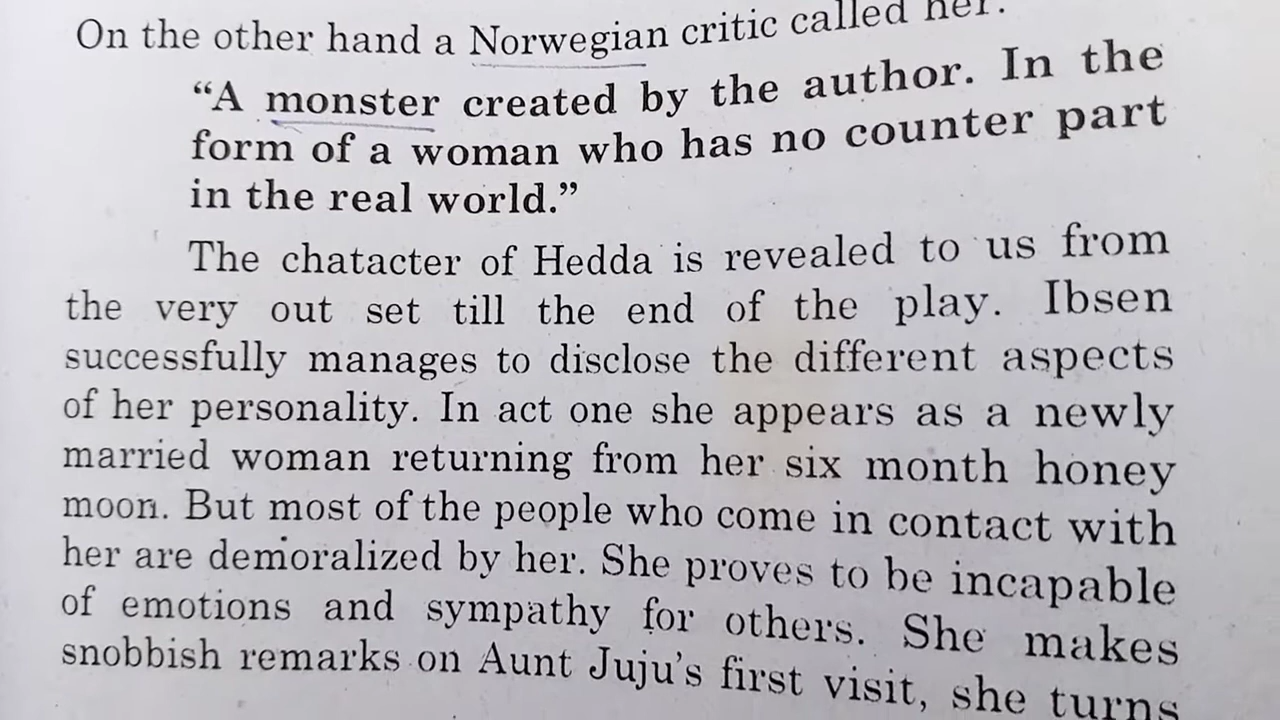 On the other hand a Norwegian critic called her.
“A monster created by the author. In the
form of a woman who has no counter part
in the real world.”
The chatacter of Hedda is revealed to us from
the very out set till the end of the play. Ibsen
successfully manages to disclose the different aspects
of her personality. In act one she appears as a newly
married woman returning from her six month honey
moon. But most of the people who come in contact with
her are demoralized by her. She proves to be incapable
of emotions and sympathy for others. She makes
snobbish remarks on Aunt Juju’s first visit, she turns